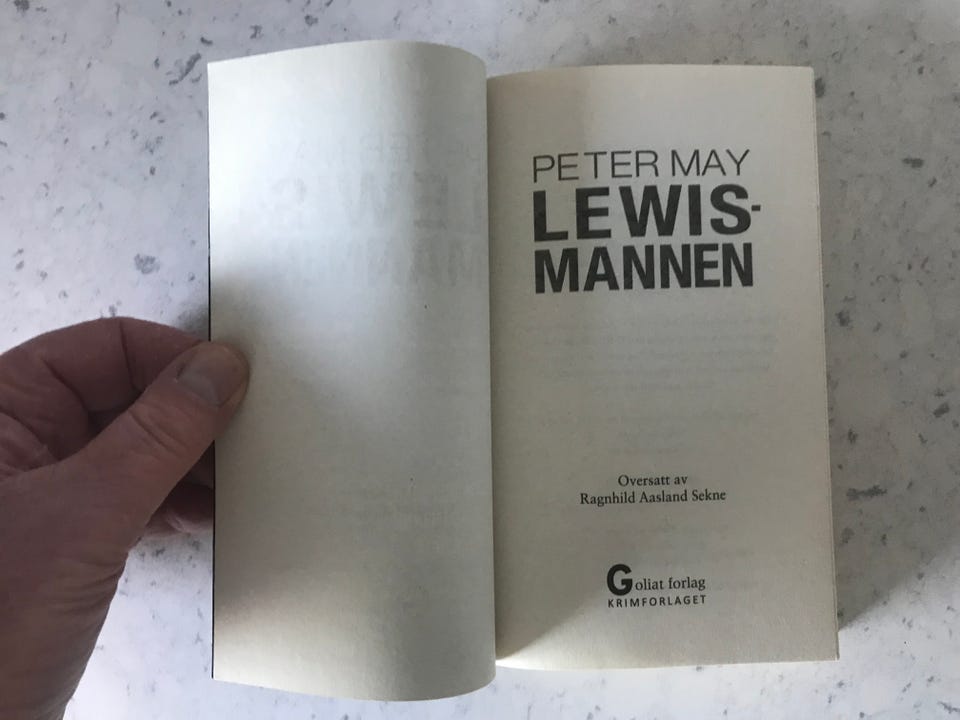 PETER MAY
LEWIS-
MANNEN
Oversatt av
Ragnhild Aasland Sekne
Goliat forlag
KRIMFORLAGET